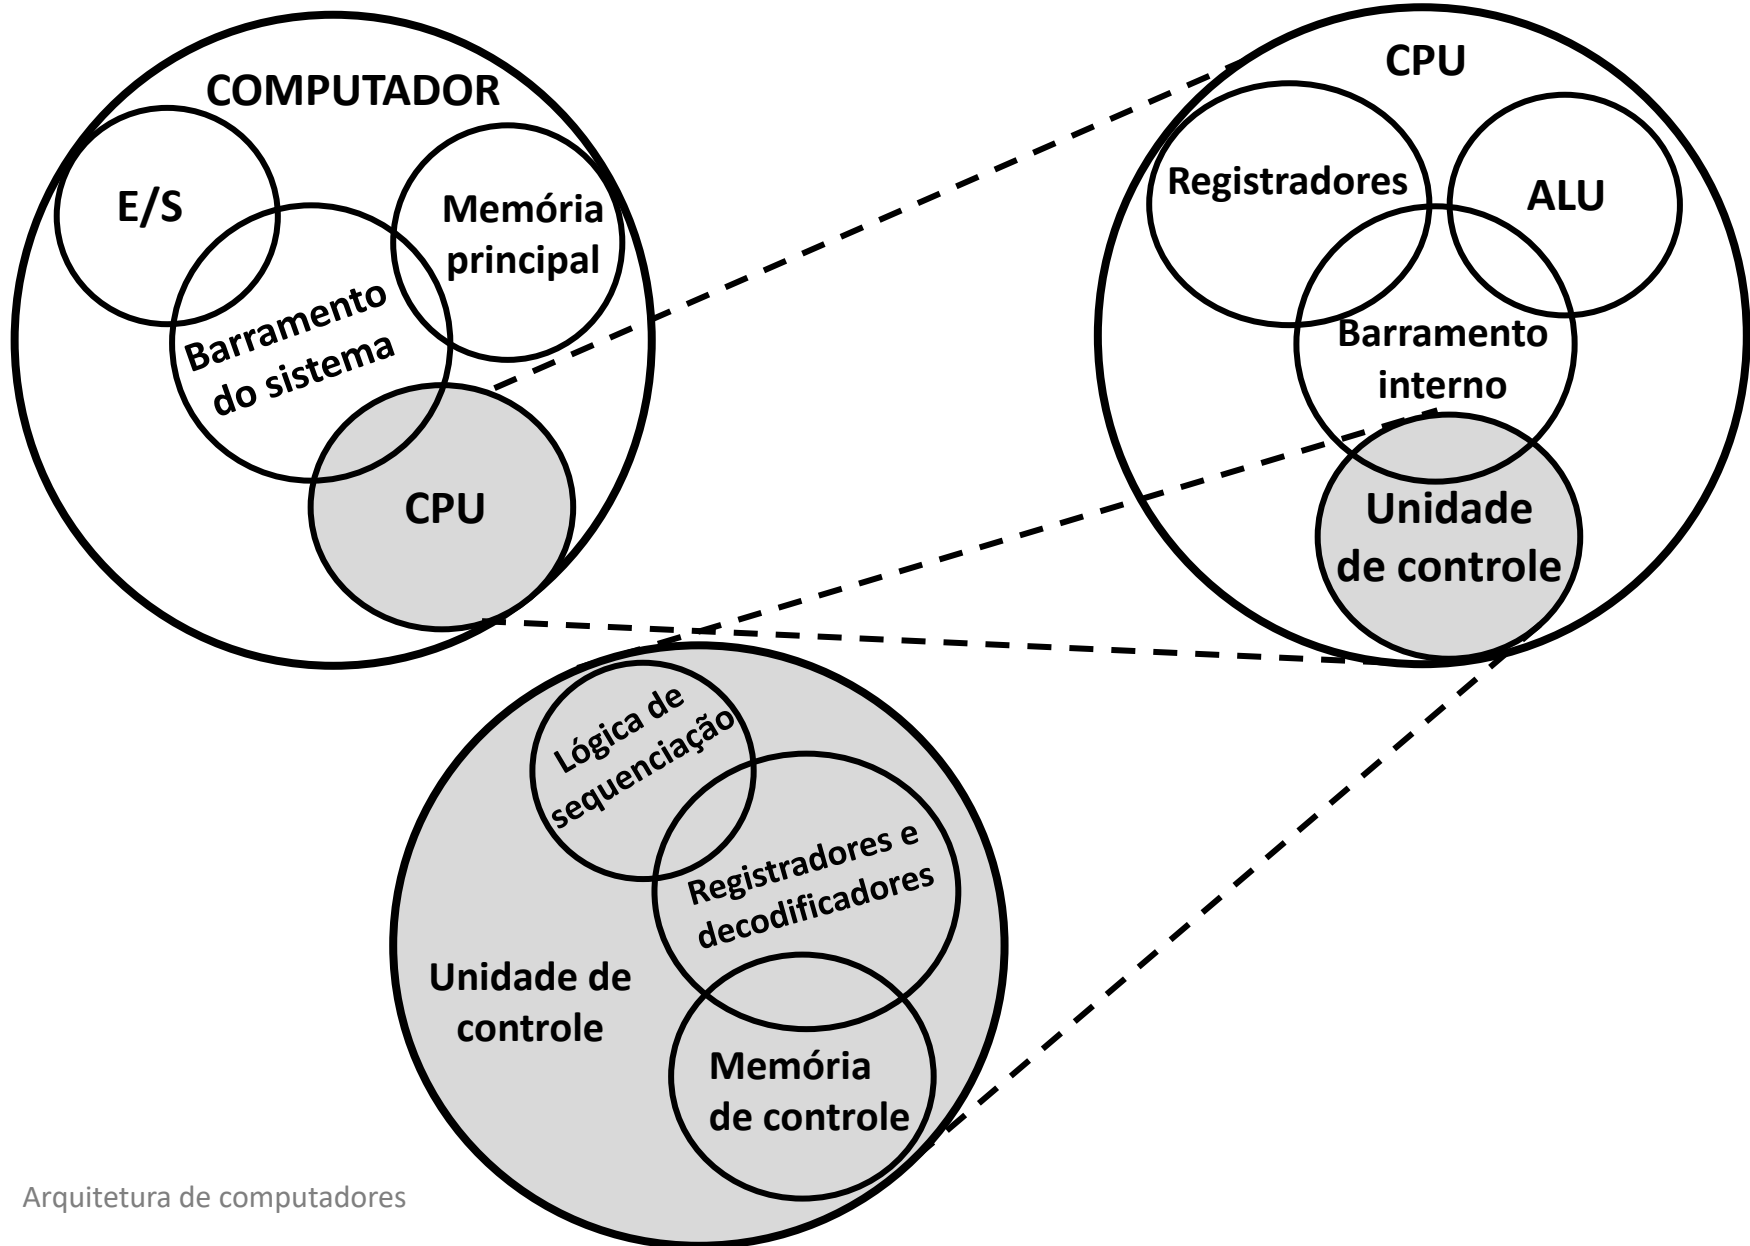 COMPUTADOR
E/S
Memória
principal
Barramento
do sistema
CPU
CPU
Registradores
ALU
Barramento
interno
Unidade
de controle
Lógica de
sequenciação
Registradores e
decodificadores
Unidade de
controle
Memória
de controle
Arquitetura de computadores